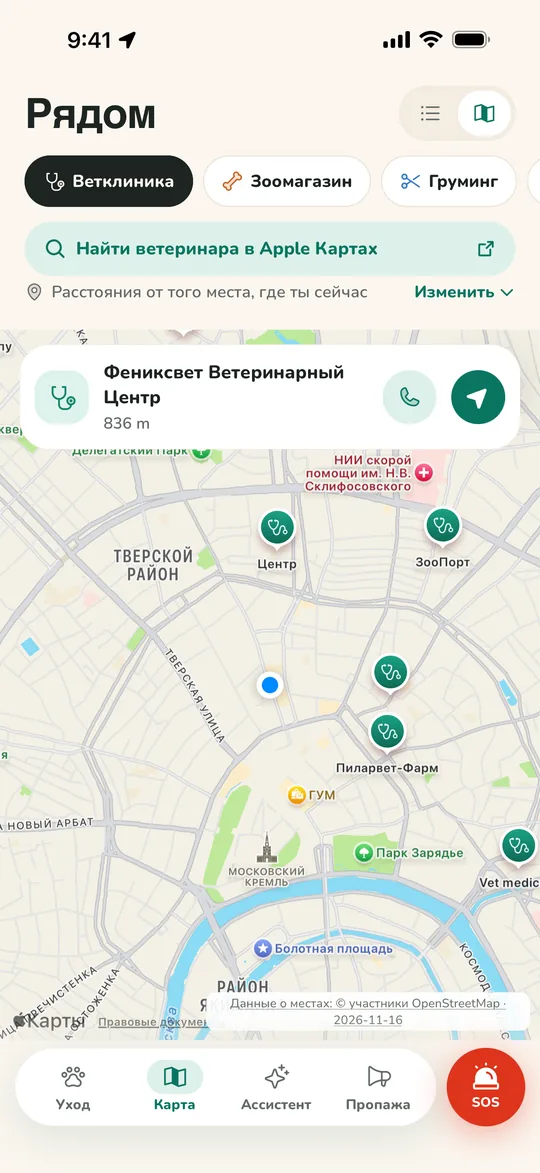 9:41
Рядом
Ветклиника
Зоомагазин
Груминг
Найти ветеринара в Apple Картах
Расстояния от того места, где ты сейчас
Изменить
Фениксвет Ветеринарный
Центр
836 m
Делегатский Парк
НИИ скорой
помощи им. Н.В.
Склифосовского
Центр
ЗооПорт
ТВЕРСКОЙ
РАЙОН
ТВЕРСКАЯ УЛИЦА
Пиларвет-Фарм
ГУМ
НОВЫЙ АРБАТ
Парк Зарядье
МОСКОВСКИЙ
КРЕМЛЬ
Vet medic
Болотная площадь
РАЙОН
Данные о местах: © участники OpenStreetMap ·
2026-11-16
Карты
Правовые докумен
Уход
Карта
Ассистент
Пропажа
SOS